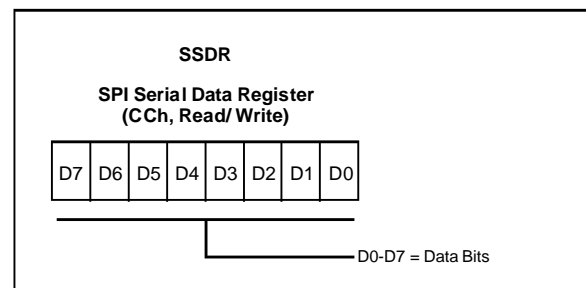 SSDR
SPI Serial Data Register
(CCh, Read/ Write)
D7 D6 D5 D4 D3 D2 D1 D0
D0-D7 = Data Bits